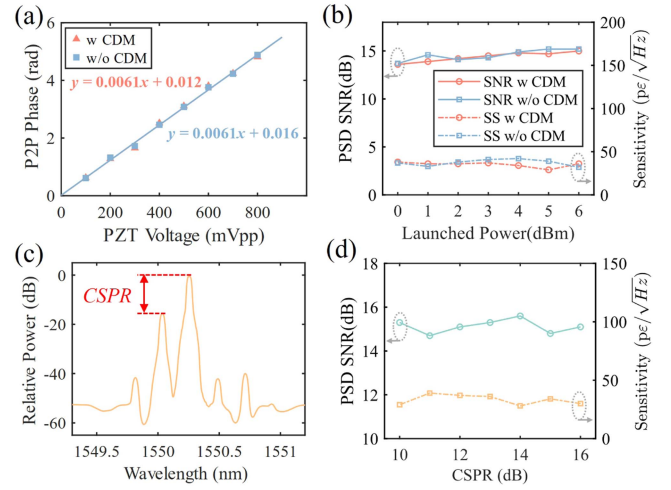 (a)
6
4
2
0
P2P Phase (rad)
w CDM
w/o CDM
y = 0.0061x + 0.012
y = 0.0061x + 0.016
0 200 400 600 800
PZT Voltage (mVpp)
(b)
15
10
5
0
PSD SNR(dB)
SNR w CDM
SNR w/o CDM
SS w CDM
SS w/o CDM
200
150
100
50
0
Sensitivity (pε/√Hz)
0 1 2 3 4 5 6
Launched Power(dBm)
(c)
0
-20
-40
-60
Relative Power (dB)
CSPR
1549.5 1550 1550.5 1551
Wavelength (nm)
(d)
18
16
14
12
10
PSD SNR(dB)
150
100
50
0
Sensitivity (pε/√Hz)
10 12 14 16
CSPR (dB)